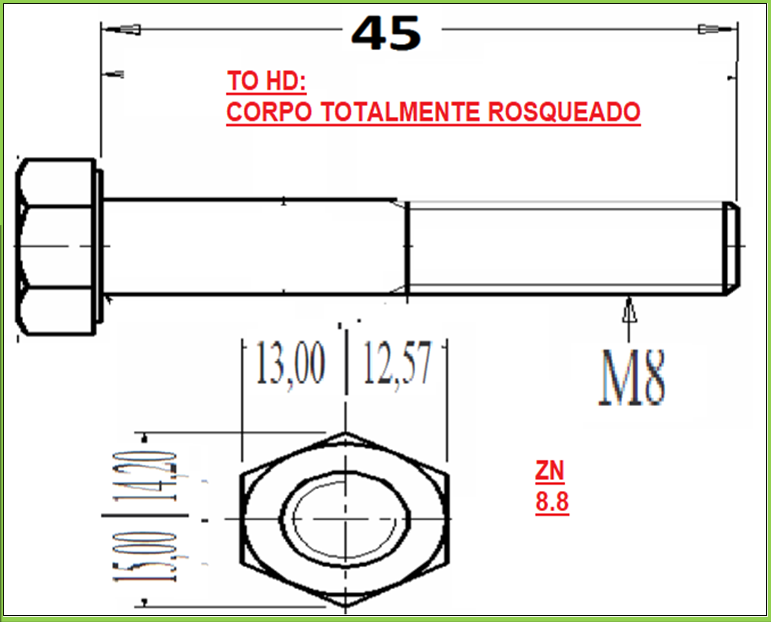 45
TO HD:
CORPO TOTALMENTE ROSQUEADO
13,00 12,57
M8
14,20
15,00
ZN
8.8